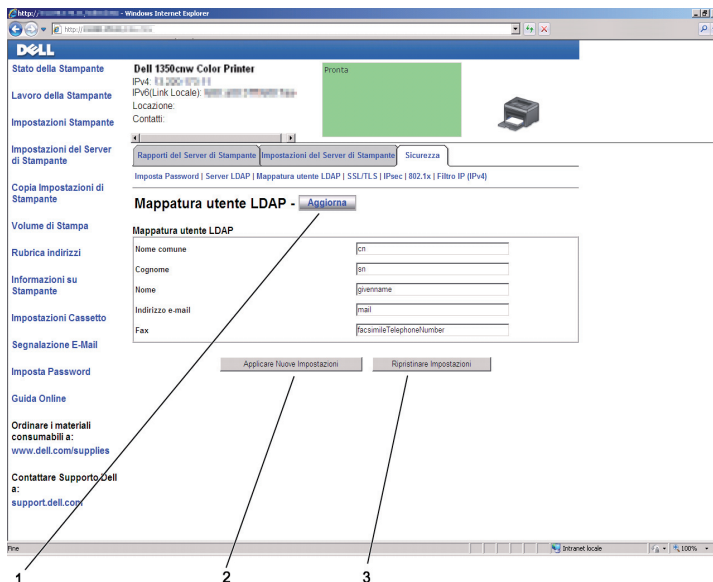 http:// - Windows Internet Explorer
http://
DELL
Stato della Stampante
Lavoro della Stampante
Impostazioni Stampante
Impostazioni del Server
di Stampante
Copia Impostazioni di
Stampante
Volume di Stampa
Rubrica indirizzi
Informazioni su
Stampante
Impostazioni Cassetto
Segnalazione E-Mail
Imposta Password
Guida Online
Ordinare i materiali
consumabili a:
www.dell.com/supplies
Contattare Supporto Dell
a:
support.dell.com
Dell 1350cnw Color Printer
IPv4:
IPv6(Link Locale):
Locazione:
Contatti:
Pronta
Rapporti del Server di Stampante Impostazioni del Server di Stampante Sicurezza
Imposta Password | Server LDAP | Mappatura utente LDAP | SSL/TLS | IPsec | 802.1x | Filtro IP (IPv4)
Mappatura utente LDAP - Aggiorna
Mappatura utente LDAP
Nome comune cn
Cognome sn
Nome givenname
Indirizzo e-mail mail
Fax facsimileTelephoneNumber
Applicare Nuove Impostazioni Ripristinare Impostazioni
Fine Intranet locale 100%
1 2 3